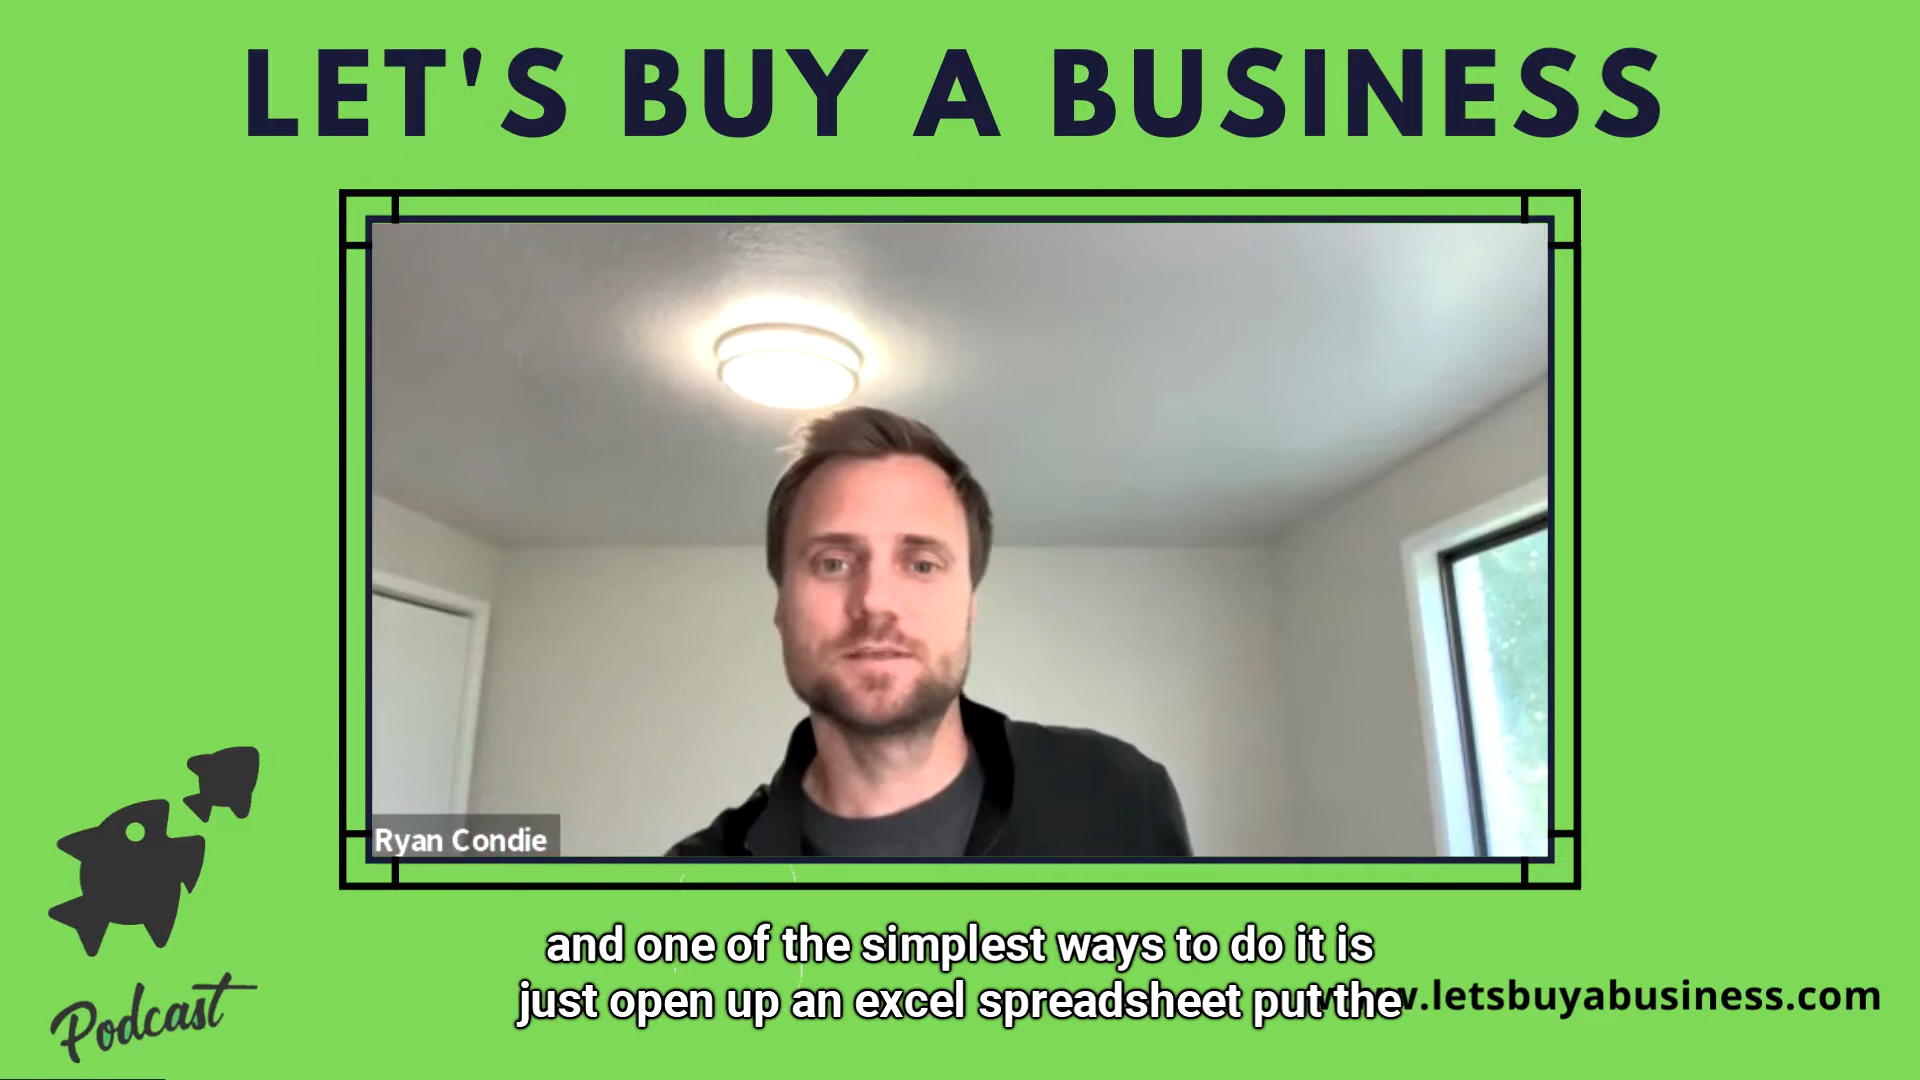 LET'S BUY A BUSINESS
Ryan Condie
and one of the simplest ways to do it is
just open up an excel spreadsheet put the
.letsbuyabusiness.com
Podcast